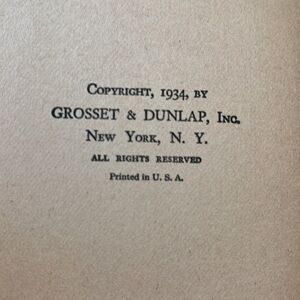 Copyright, 1934, by
GROSSET & DUNLAP, Inc.
New York, N. Y.
ALL RIGHTS RESERVED
Printed in U. S. A.